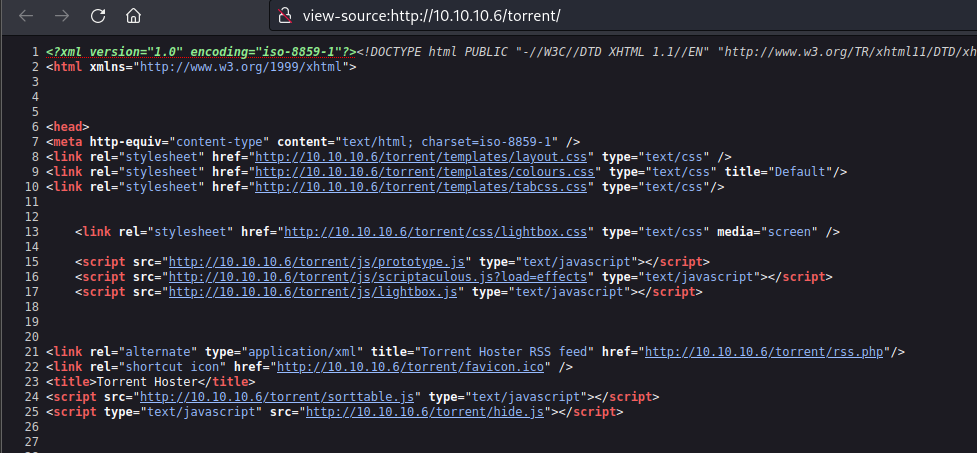 view-source:http://10.10.10.6/torrent/
1 <?xml version="1.0" encoding="iso-8859-1"?><!DOCTYPE html PUBLIC "-//W3C//DTD XHTML 1.1//EN" "http://www.w3.org/TR/xhtml11/DTD/xh
2 <html xmlns="http://www.w3.org/1999/xhtml">
3
4
5
6 <head>
7 <meta http-equiv="content-type" content="text/html; charset=iso-8859-1" />
8 <link rel="stylesheet" href="http://10.10.10.6/torrent/templates/layout.css" type="text/css" />
9 <link rel="stylesheet" href="http://10.10.10.6/torrent/templates/colours.css" type="text/css" title="Default"/>
10 <link rel="stylesheet" href="http://10.10.10.6/torrent/templates/tabcss.css" type="text/css"/>
11
12
13 <link rel="stylesheet" href="http://10.10.10.6/torrent/css/lightbox.css" type="text/css" media="screen" />
14
15 <script src="http://10.10.10.6/torrent/js/prototype.js" type="text/javascript"></script>
16 <script src="http://10.10.10.6/torrent/js/scriptaculous.js?load=effects" type="text/javascript"></script>
17 <script src="http://10.10.10.6/torrent/js/lightbox.js" type="text/javascript"></script>
18
19
20
21 <link rel="alternate" type="application/xml" title="Torrent Hoster RSS feed" href="http://10.10.10.6/torrent/rss.php"/>
22 <link rel="shortcut icon" href="http://10.10.10.6/torrent/favicon.ico" />
23 <title>Torrent Hoster</title>
24 <script src="http://10.10.10.6/torrent/sorttable.js" type="text/javascript"></script>
25 <script type="text/javascript" src="http://10.10.10.6/torrent/hide.js"></script>
26
27